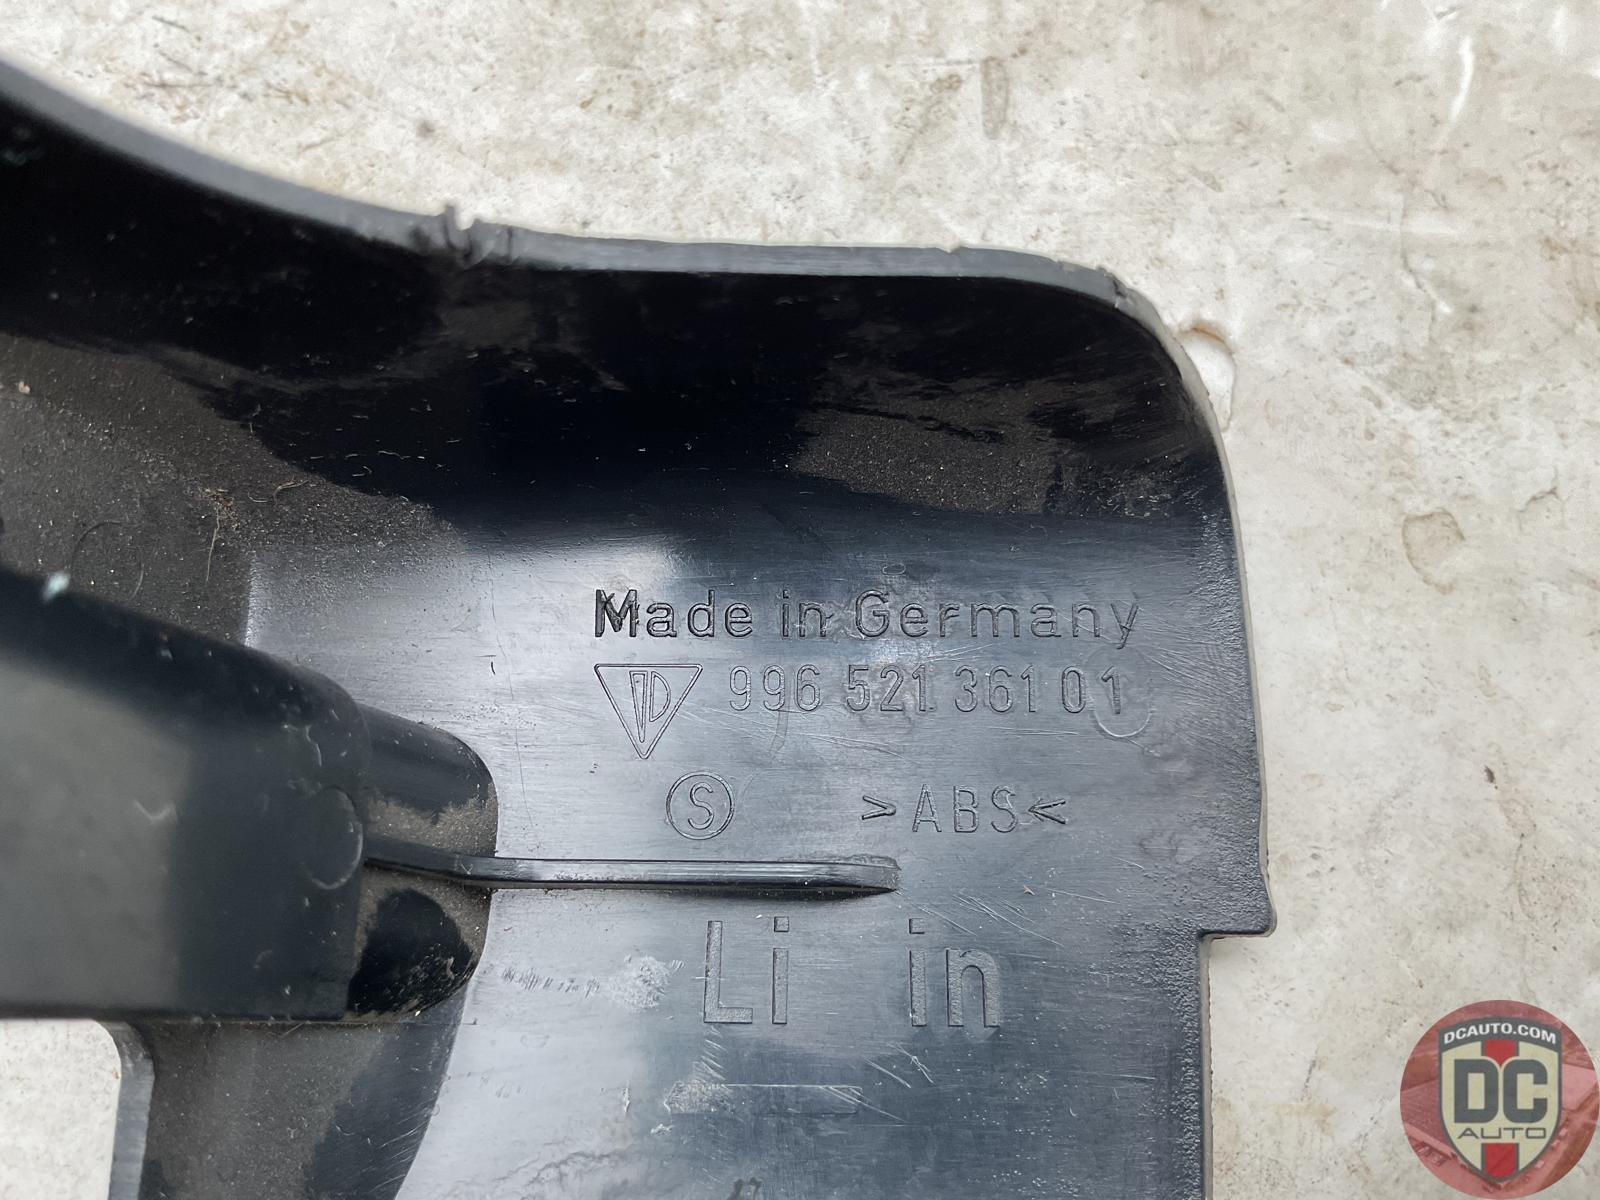 Made in Germany
996 521 361 01
S
>ABS<
Li in
DCAUTO.COM
DC
AUTO